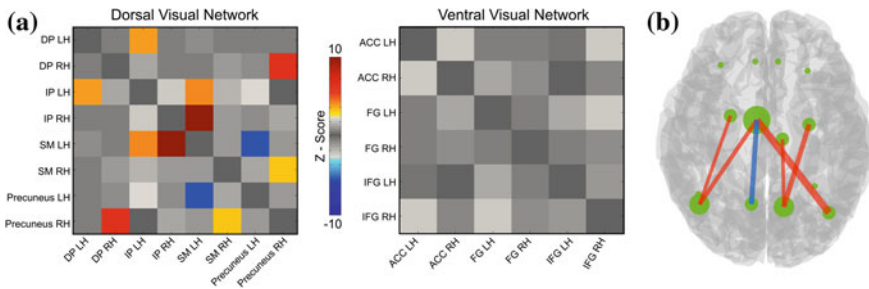 (a)
Dorsal Visual Network
DP LH
DP RH
IP LH
IP RH
SM LH
SM RH
Precuneus LH
Precuneus RH
DP LH
DP RH
IP LH
IP RH
SM LH
SM RH
Precuneus LH
Precuneus RH
10
Z - Score
-10
Ventral Visual Network
ACC LH
ACC RH
FG LH
FG RH
IFG LH
IFG RH
ACC LH
ACC RH
FG LH
FG RH
IFG LH
IFG RH
(b)